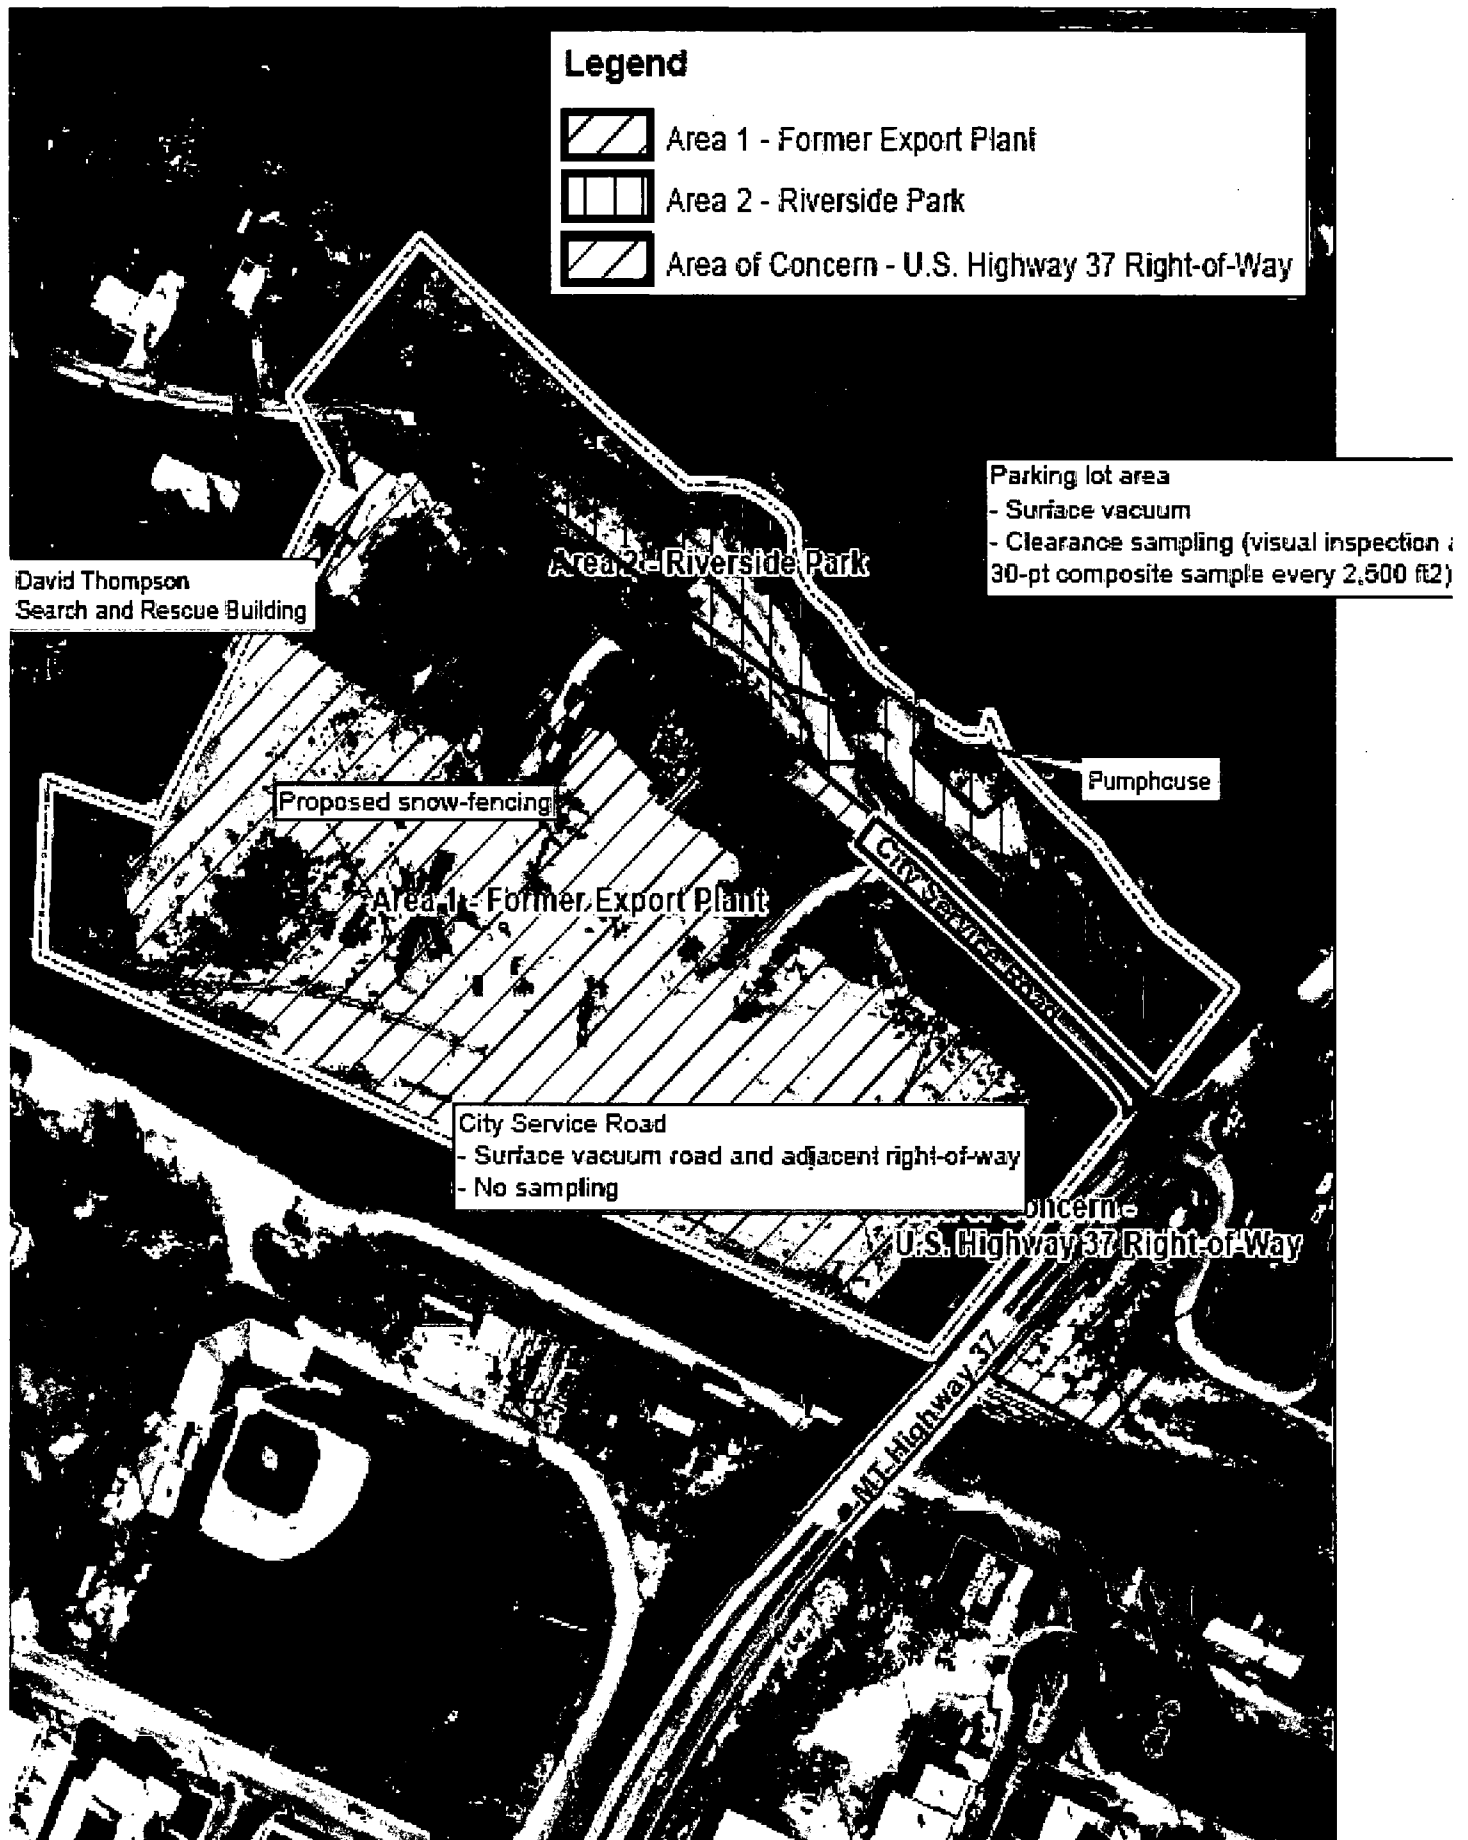 Legend
Area 1 - Former Export Plant
Area 2 - Riverside Park
Area of Concern - U.S. Highway 37 Right-of-Way
Parking lot area
- Surface vacuum
- Clearance sampling (visual inspection
30-pt composite sample every 2,500 ft2)
Area 2 - Riverside Park
David Thompson
Search and Rescue Building
Pumphouse
Proposed snow-fencing
City Service Road
Area 1 - Former Export Plant
City Service Road
- Surface vacuum road and adjacent right-of-way
- No sampling
Concern -
U.S. Highway 37 Right-of-Way
MT Highway 37